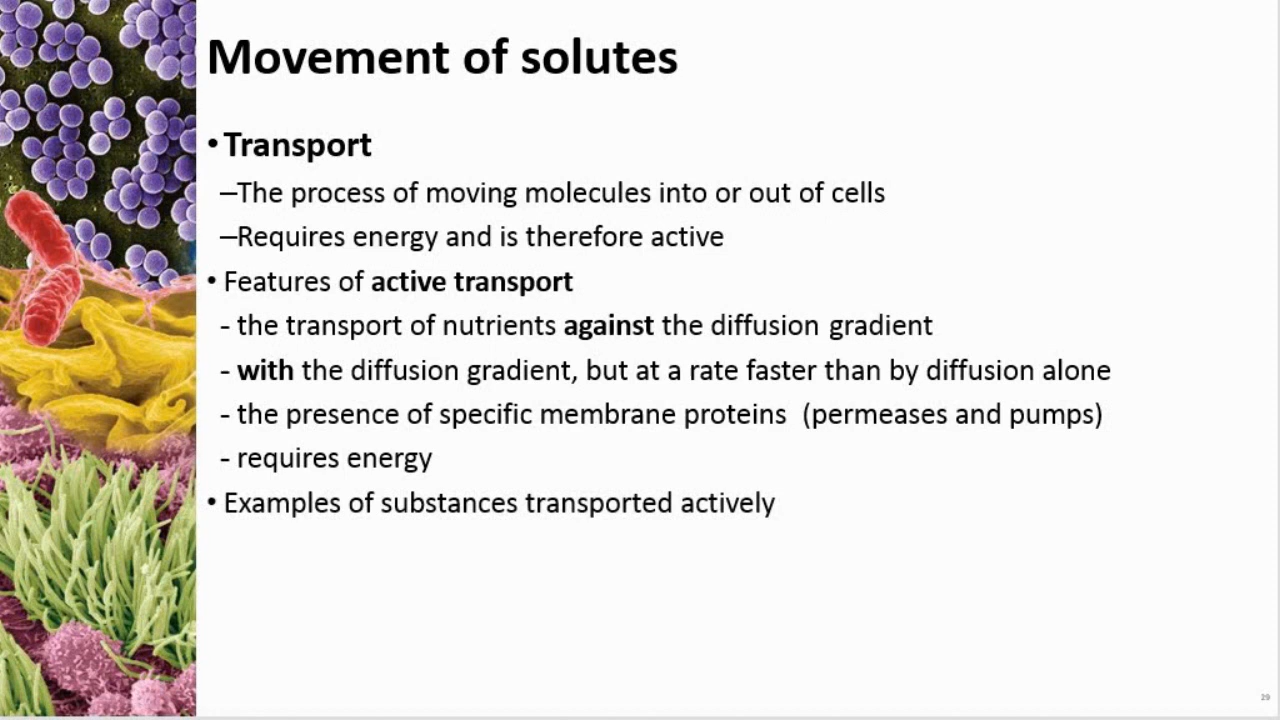 Movement of solutes
• Transport
–The process of moving molecules into or out of cells
–Requires energy and is therefore active
• Features of active transport
- the transport of nutrients against the diffusion gradient
- with the diffusion gradient, but at a rate faster than by diffusion alone
- the presence of specific membrane proteins (permeases and pumps)
- requires energy
• Examples of substances transported actively
29